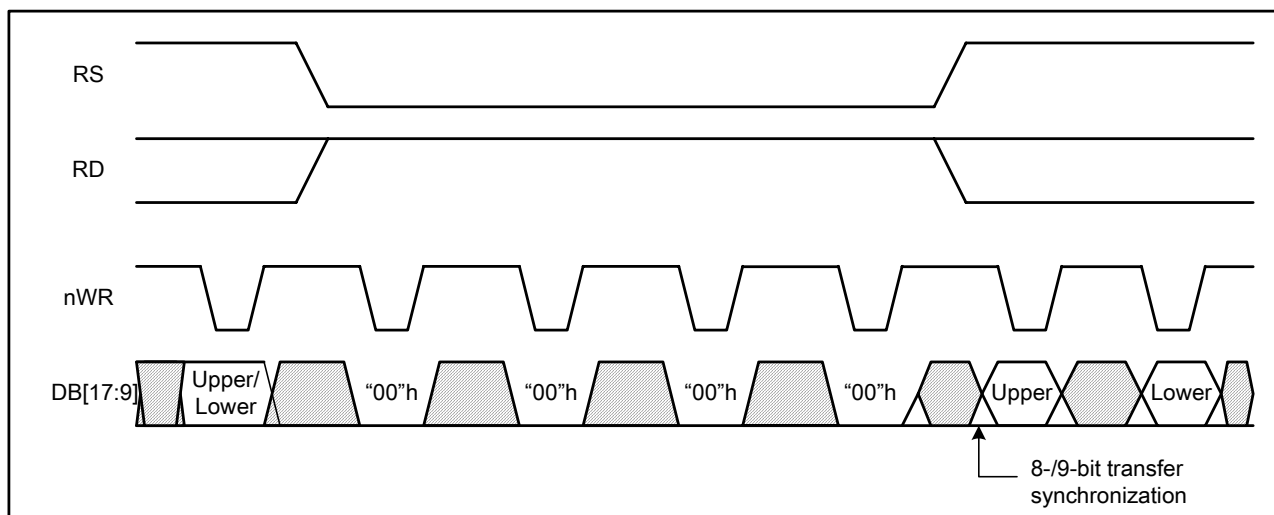 RS
RD
nWR
DB[17:9]
Upper/
Lower
“00”h
“00”h
“00”h
“00”h
Upper
Lower
8-/9-bit transfer
synchronization